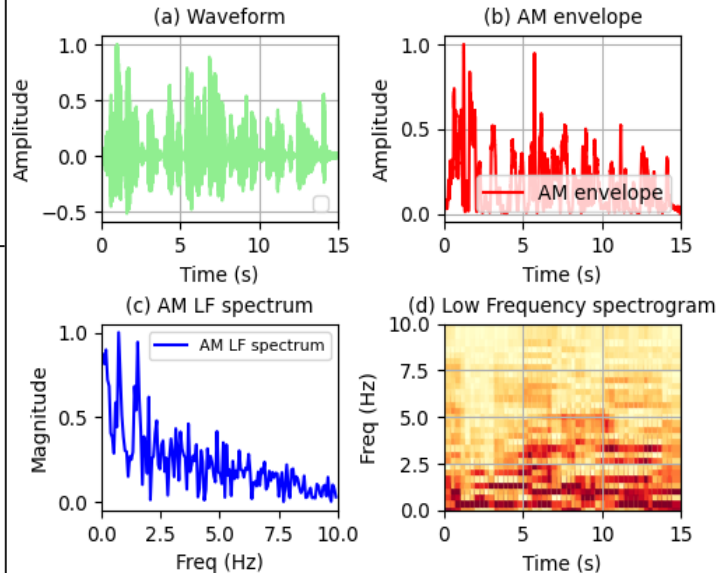 (a) Waveform
1.0
0.5
0.0
−0.5
Amplitude
0
5
10
15
Time (s)
(b) AM envelope
1.0
0.5
0.0
Amplitude
AM envelope
0
5
10
15
Time (s)
(c) AM LF spectrum
1.0
0.5
0.0
Magnitude
AM LF spectrum
0.0
2.5
5.0
7.5
10.0
Freq (Hz)
(d) Low Frequency spectrogram
10.0
7.5
5.0
2.5
0.0
Freq (Hz)
0
5
10
15
Time (s)